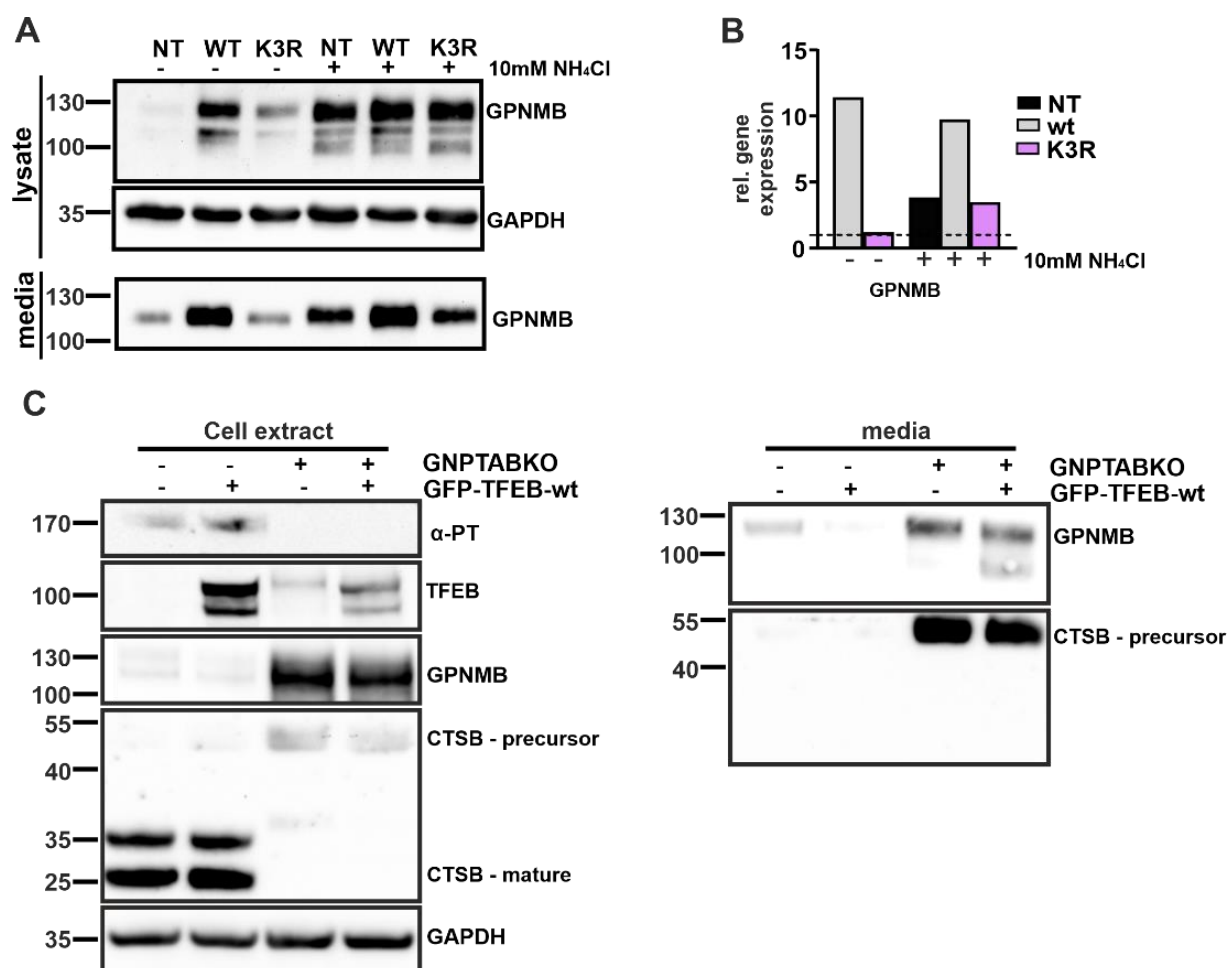 A
NT WT K3R NT WT K3R
- - - + + + 10mM NH₄Cl
lysate
130
100
GPNMB
35
GAPDH
media
130
100
GPNMB
B
15
10
5
0
rel. gene
expression
NT
wt
K3R
- - + + + 10mM NH₄Cl
GPNMB
C
Cell extract
- - + + GNPTABKO
- + - + GFP-TFEB-wt
170
α-PT
100
TFEB
130
100
GPNMB
55
CTSB - precursor
40
35
25
CTSB - mature
35
GAPDH
media
- - + + GNPTABKO
- + - + GFP-TFEB-wt
130
100
GPNMB
55
CTSB - precursor
40